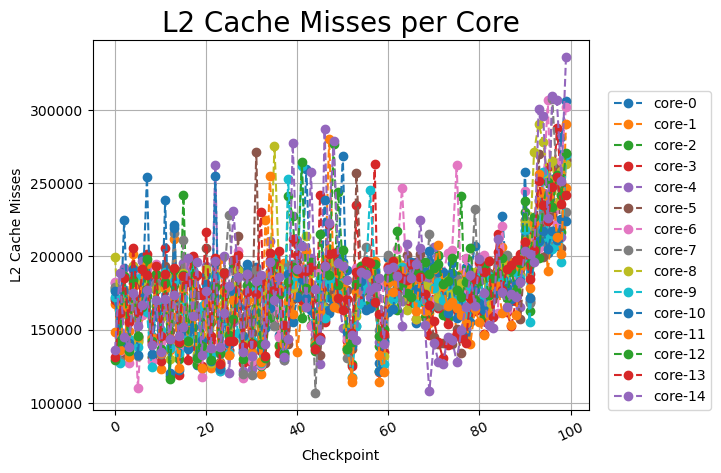 L2 Cache Misses per Core
L2 Cache Misses
300000
250000
200000
150000
100000
0
20
40
60
80
100
Checkpoint
core-0
core-1
core-2
core-3
core-4
core-5
core-6
core-7
core-8
core-9
core-10
core-11
core-12
core-13
core-14